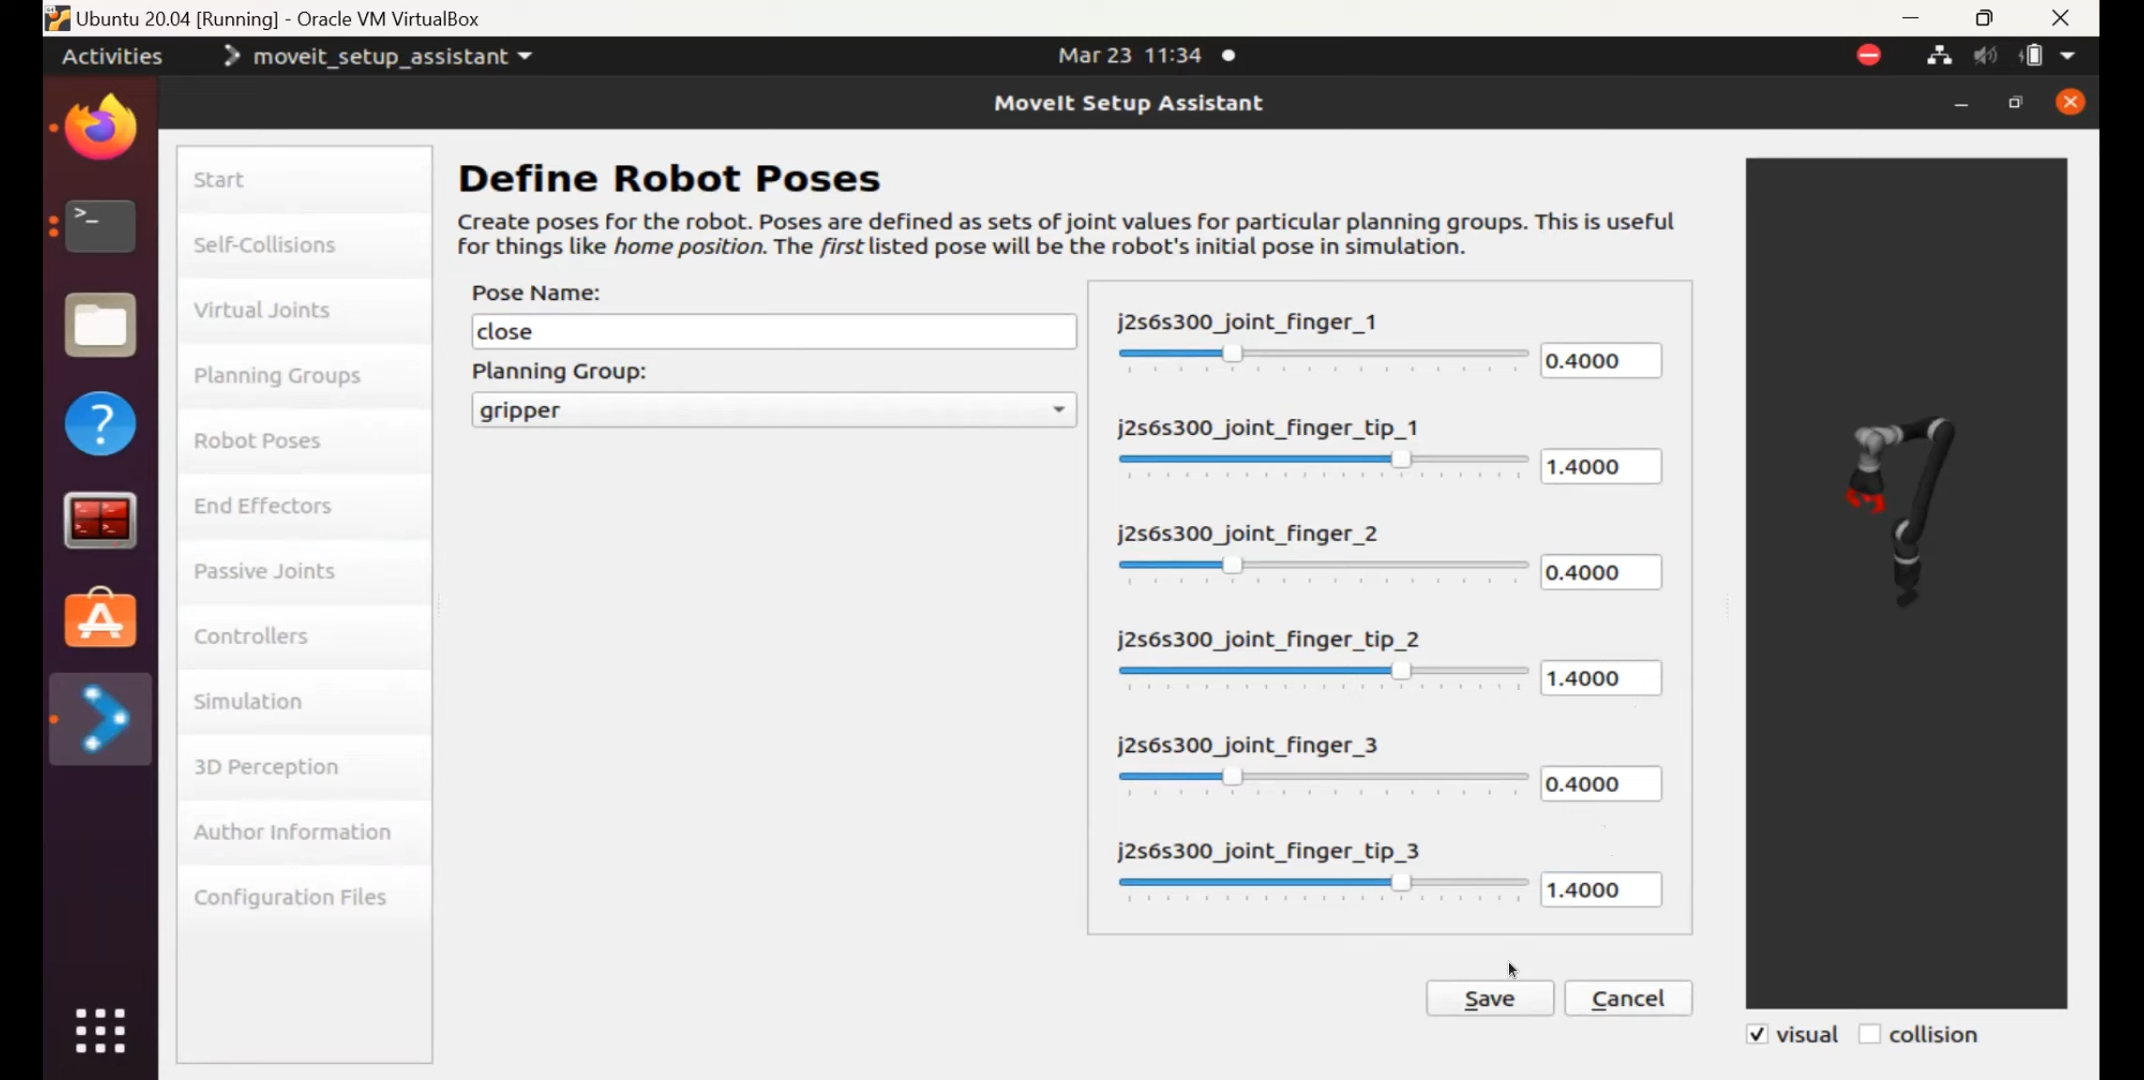 Ubuntu 20.04 [Running] - Oracle VM VirtualBox
Activities
moveit_setup_assistant
Mar 23 11:34
MoveIt Setup Assistant
Start
Self-Collisions
Virtual Joints
Planning Groups
Robot Poses
End Effectors
Passive Joints
Controllers
Simulation
3D Perception
Author Information
Configuration Files
Define Robot Poses
Create poses for the robot. Poses are defined as sets of joint values for particular planning groups. This is useful
for things like home position. The first listed pose will be the robot's initial pose in simulation.
Pose Name:
close
Planning Group:
gripper
j2s6s300_joint_finger_1
0.4000
j2s6s300_joint_finger_tip_1
1.4000
j2s6s300_joint_finger_2
0.4000
j2s6s300_joint_finger_tip_2
1.4000
j2s6s300_joint_finger_3
0.4000
j2s6s300_joint_finger_tip_3
1.4000
Save
Cancel
visual
collision